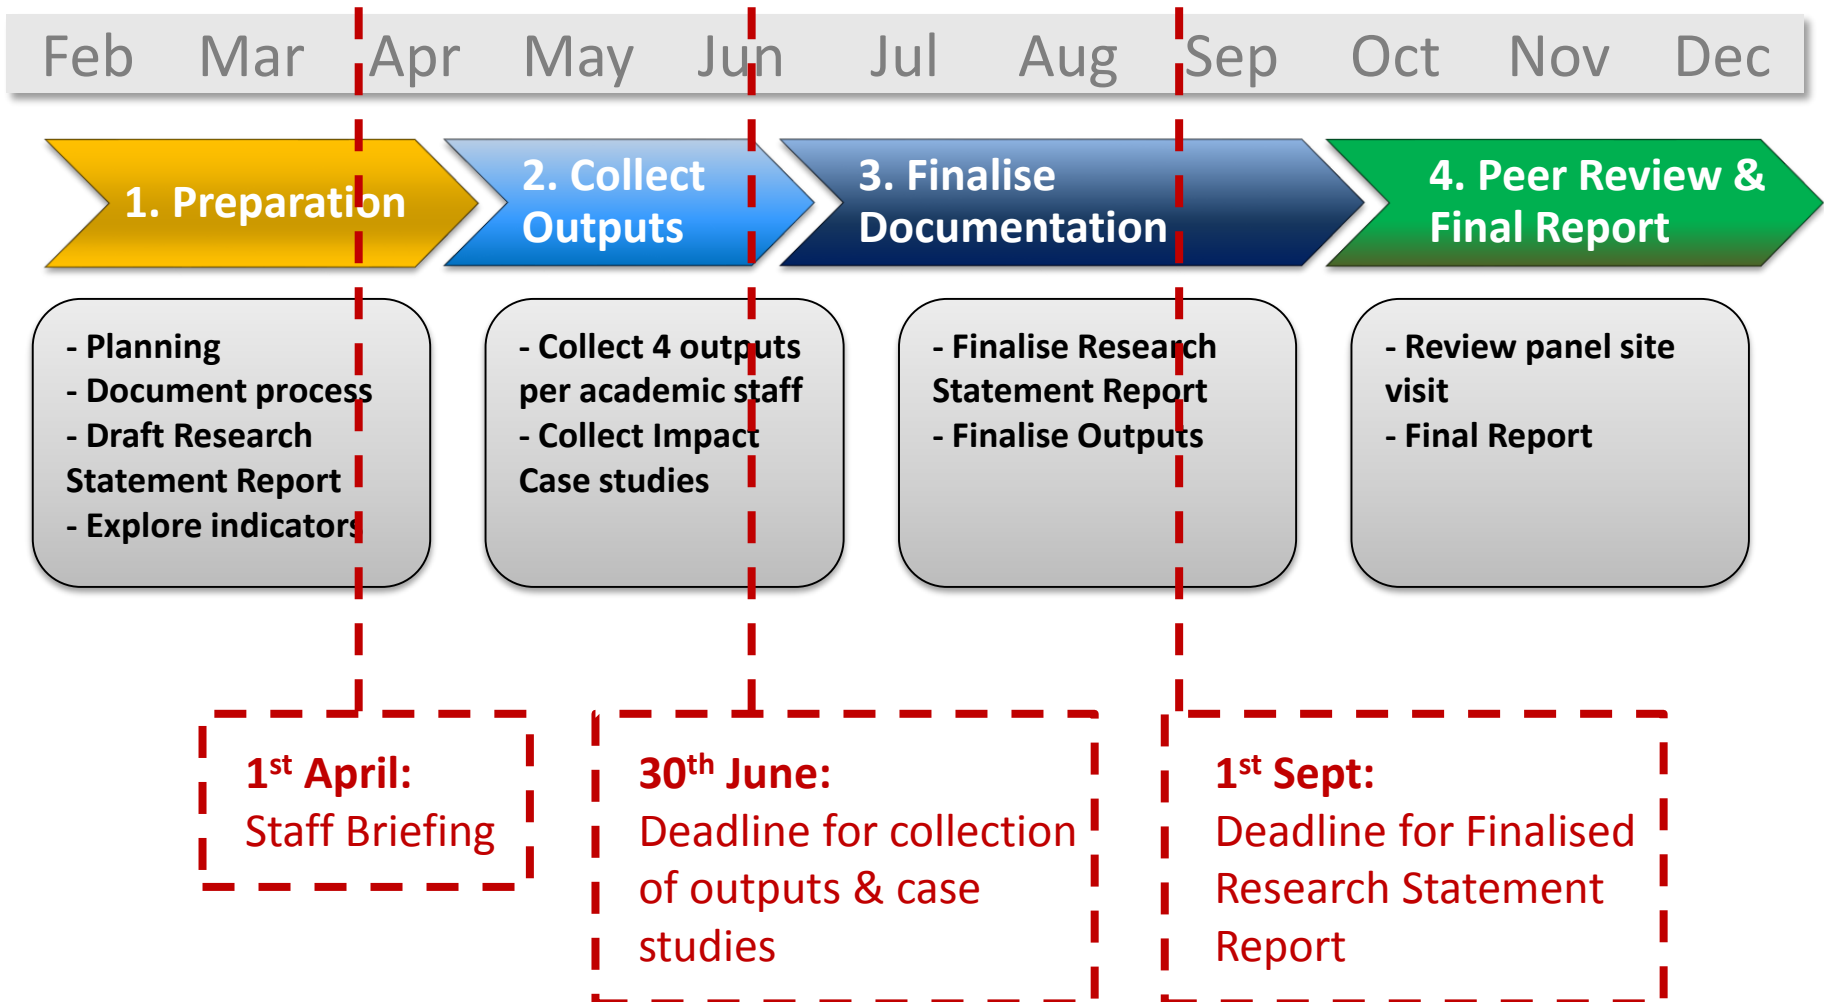 Feb Mar Apr May Jun Jul Aug Sep Oct Nov Dec
1. Preparation
2. Collect
Outputs
3. Finalise
Documentation
4. Peer Review &
Final Report
- Planning
- Document process
- Draft Research
Statement Report
- Explore indicators
- Collect 4 outputs
per academic staff
- Collect Impact
Case studies
- Finalise Research
Statement Report
- Finalise Outputs
- Review panel site
visit
- Final Report
1st April:
Staff Briefing
30th June:
Deadline for collection
of outputs & case
studies
1st Sept:
Deadline for Finalised
Research Statement
Report